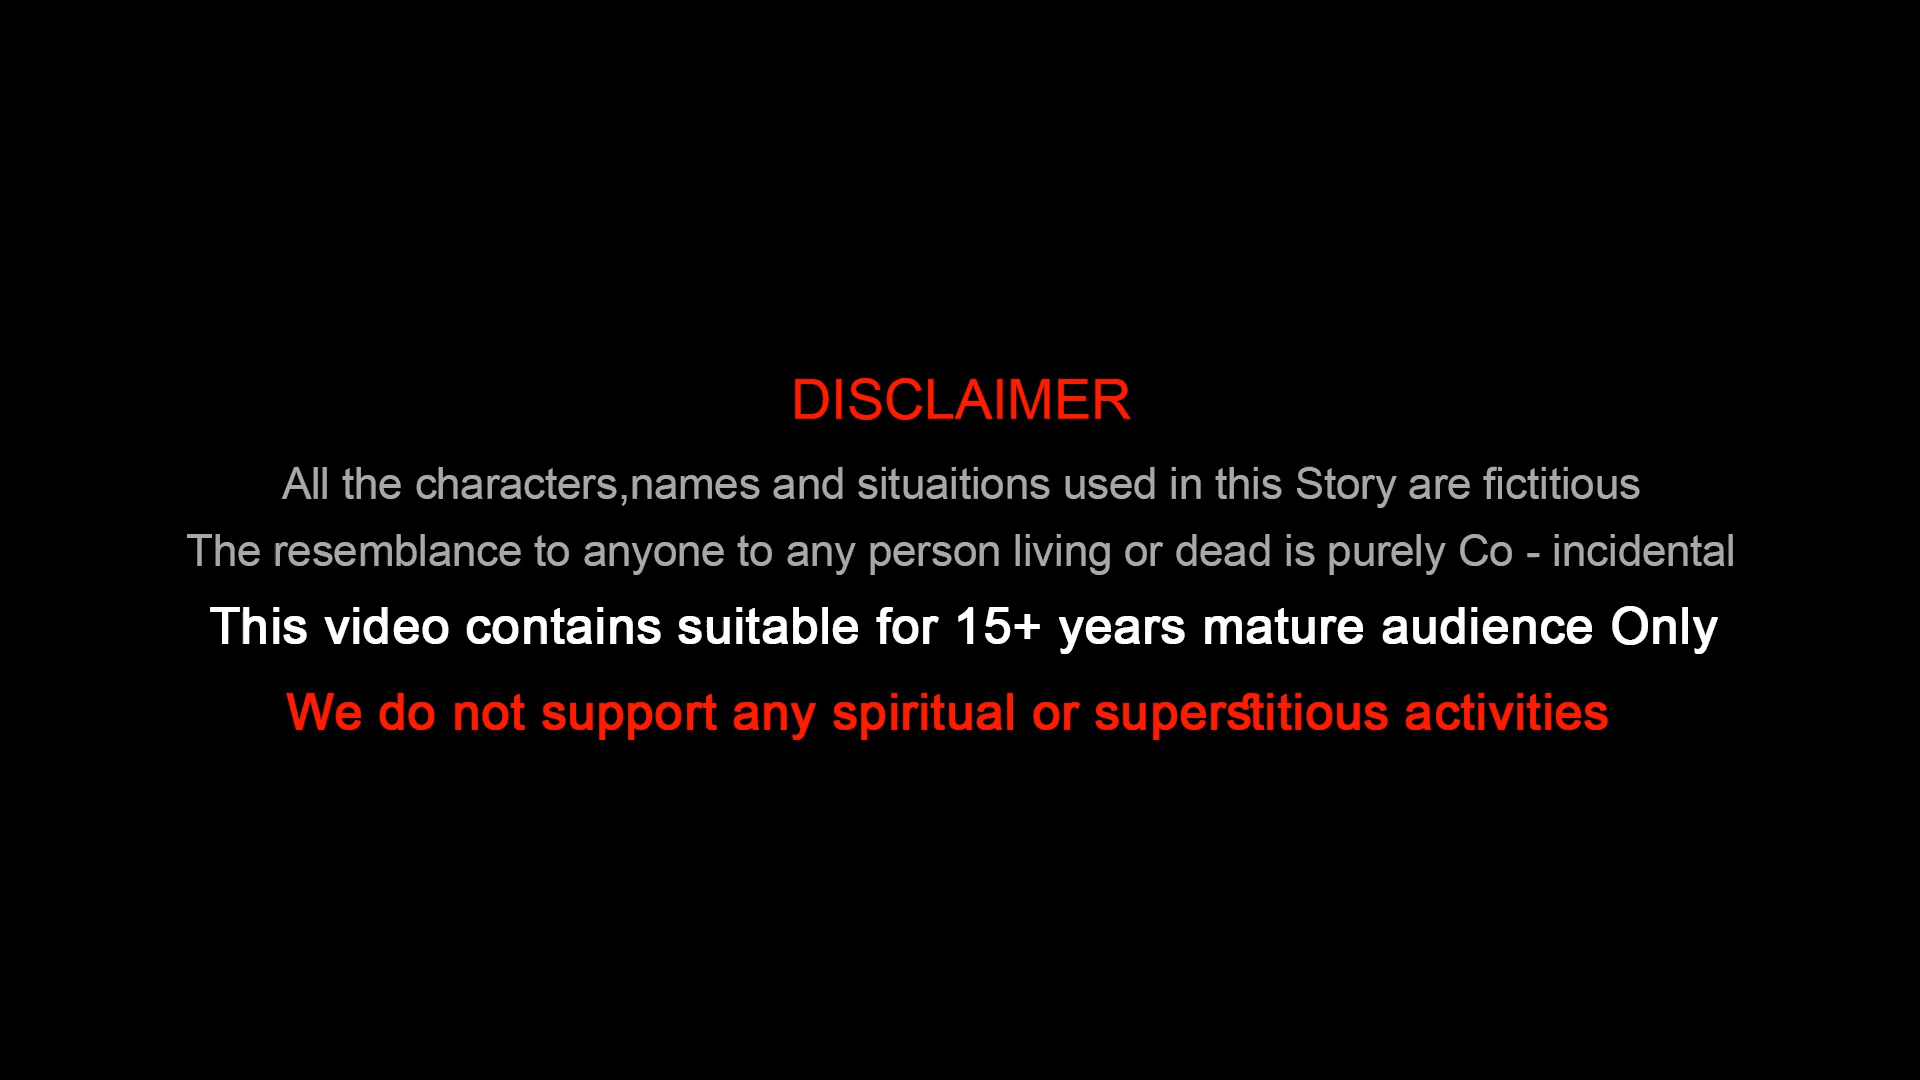 DISCLAIMER
All the characters,names and situaitions used in this Story are fictitious
The resemblance to anyone to any person living or dead is purely Co - incidental
This video contains suitable for 15+ years mature audience Only
We do not support any spiritual or superstitious activities